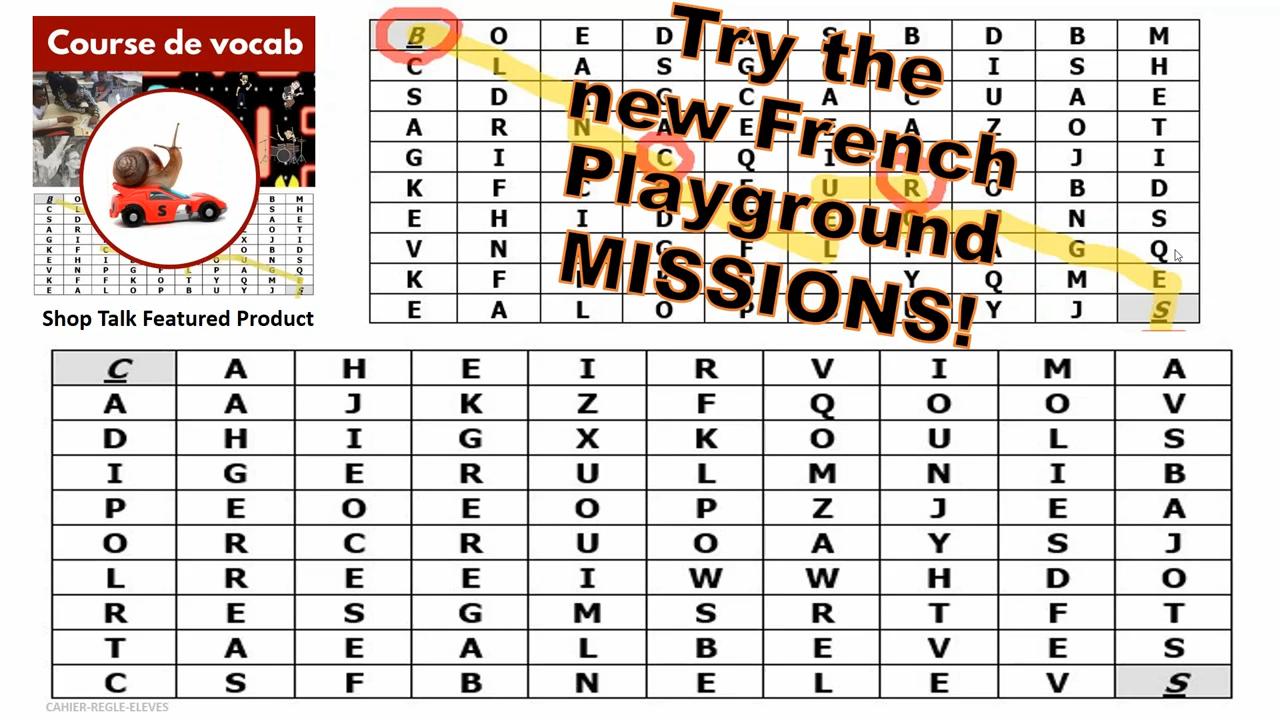 Course de vocab
Shop Talk Featured Product
B O E D A S B D B M
C L A S G I S H
S D G C A C U A E
A R N A E A Z O T
G I C Q I J I
K F C U R O B D
E H I D E N S
V N G F L A G Q
K F Y Q M E
E A L O P U Y J S
Try the
new French
Playground
MISSIONS!
C A H E I R V I M A
A A J K Z F Q O O V
D H I G X K O U L S
I G E R U L M N I B
P E O E O P Z J E A
O R C R U O A Y S J
L R E E I W W H D O
R E S G M S R T F T
T A E A L B E V E S
C S F B N E L E V S
CAHIER-REGLE-ELEVES